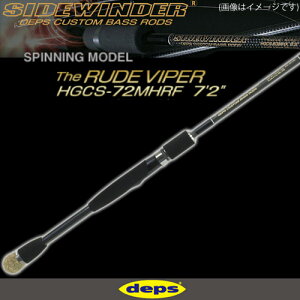 (画像はイメージです)
SIDEWINDER®
DEPS CUSTOM BASS RODS
SPINNING MODEL
The RUDE VIPER
HGCS-72MHRF 7'2"
deps